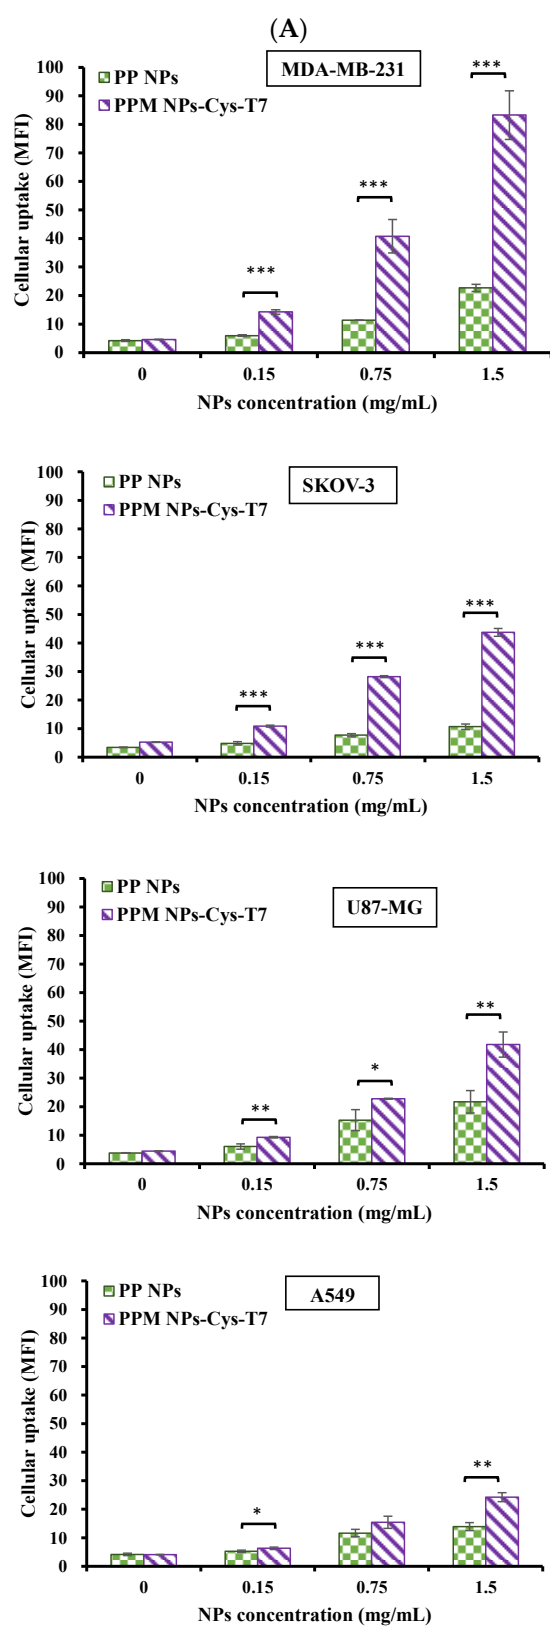 (A)
MDA-MB-231
PP NPs
PPM NPs-Cys-T7
Cellular uptake (MFI)
100
90
80
70
60
50
40
30
20
10
0
***
***
***
0 0.15 0.75 1.5
NPs concentration (mg/mL)
SKOV-3
PP NPs
PPM NPs-Cys-T7
Cellular uptake (MFI)
100
90
80
70
60
50
40
30
20
10
0
***
***
***
0 0.15 0.75 1.5
NPs concentration (mg/mL)
U87-MG
PP NPs
PPM NPs-Cys-T7
Cellular uptake (MFI)
100
90
80
70
60
50
40
30
20
10
0
**
*
**
0 0.15 0.75 1.5
NPs concentration (mg/mL)
A549
PP NPs
PPM NPs-Cys-T7
Cellular uptake (MFI)
100
90
80
70
60
50
40
30
20
10
0
*
**
0 0.15 0.75 1.5
NPs concentration (mg/mL)